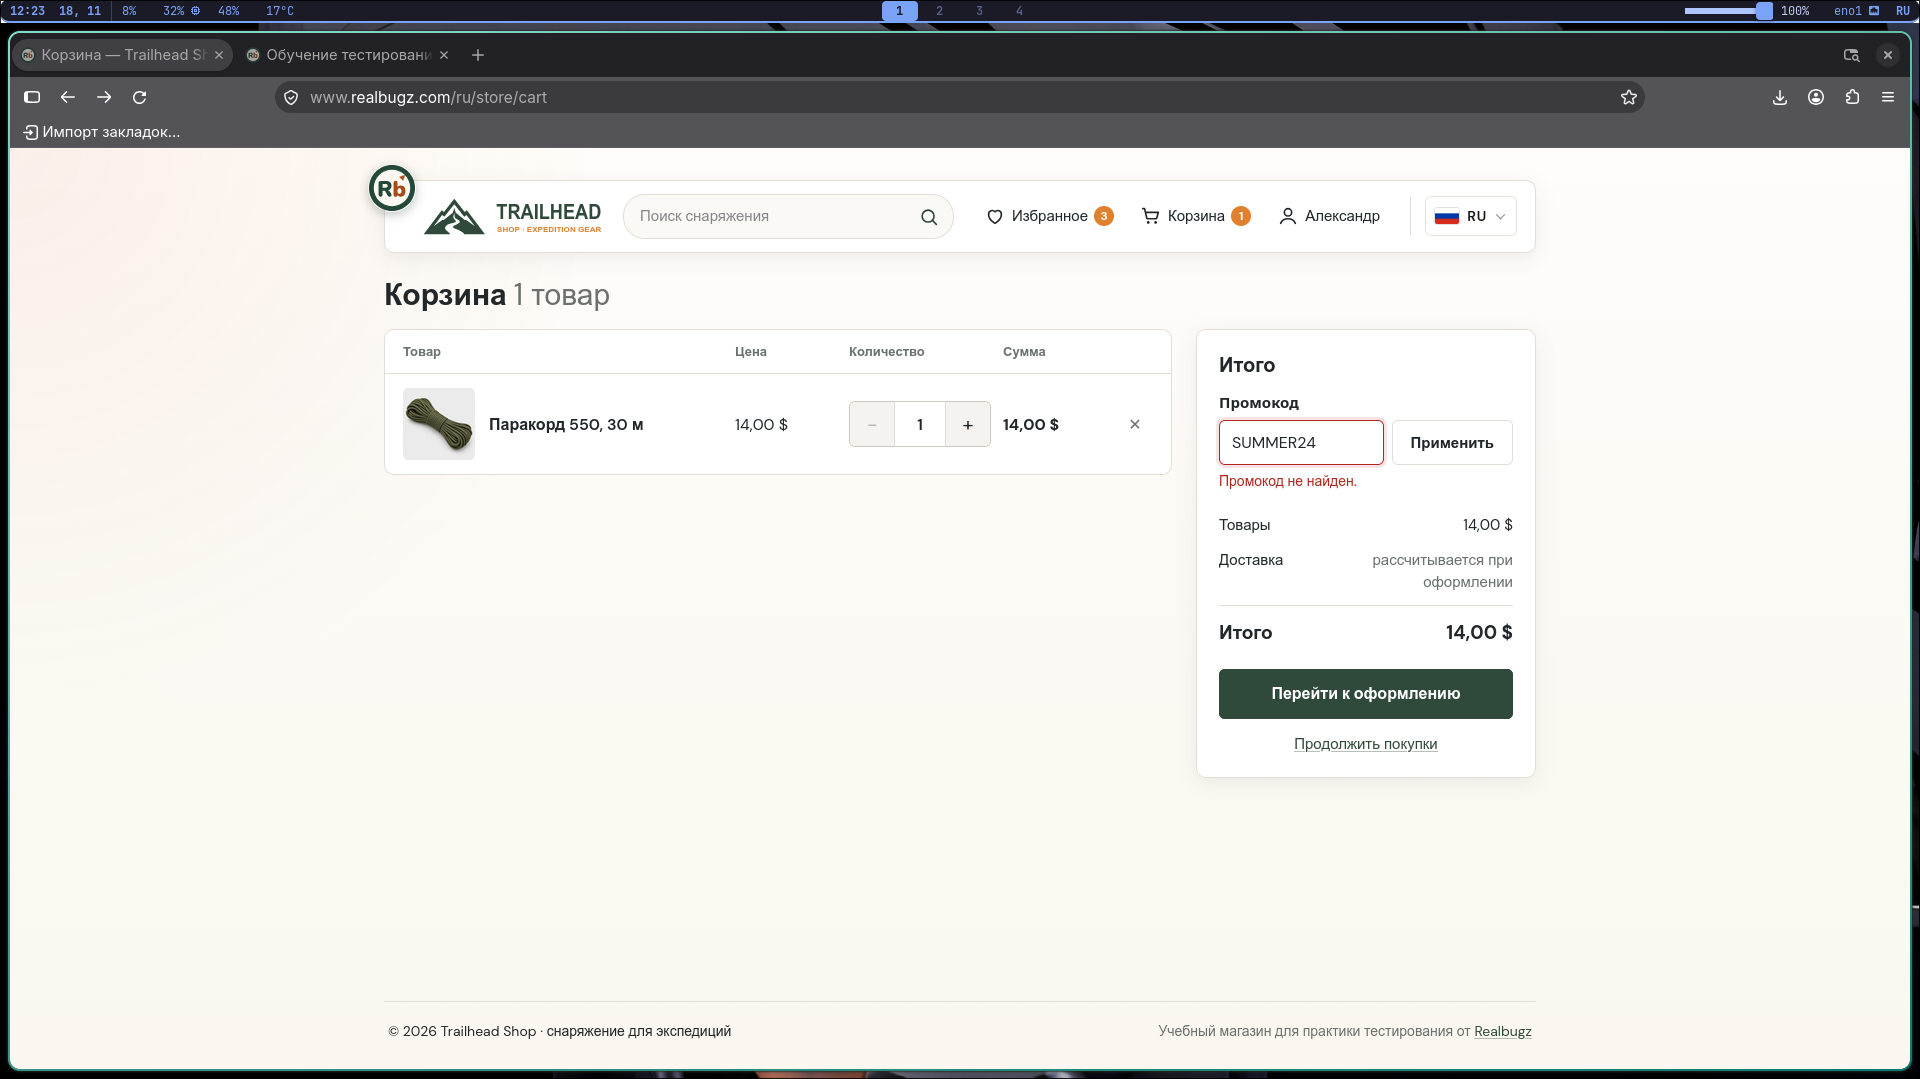 12:23 18, 11 8% 32% 48% 17°C 1 2 3 4 100% eno1 RU
Корзина — Trailhead Sh Обучение тестировани
www.realbugz.com/ru/store/cart
Импорт закладок...
Rb
TRAILHEAD
SHOP · EXPEDITION GEAR
Поиск снаряжения
Избранное 3
Корзина 1
Александр
RU
Корзина 1 товар
Товар Цена Количество Сумма
Паракорд 550, 30 м 14,00 $ − 1 + 14,00 $ ×
Итого
Промокод
SUMMER24 Применить
Промокод не найден.
Товары 14,00 $
Доставка рассчитывается при
оформлении
Итого 14,00 $
Перейти к оформлению
Продолжить покупки
© 2026 Trailhead Shop · снаряжение для экспедиций
Учебный магазин для практики тестирования от Realbugz